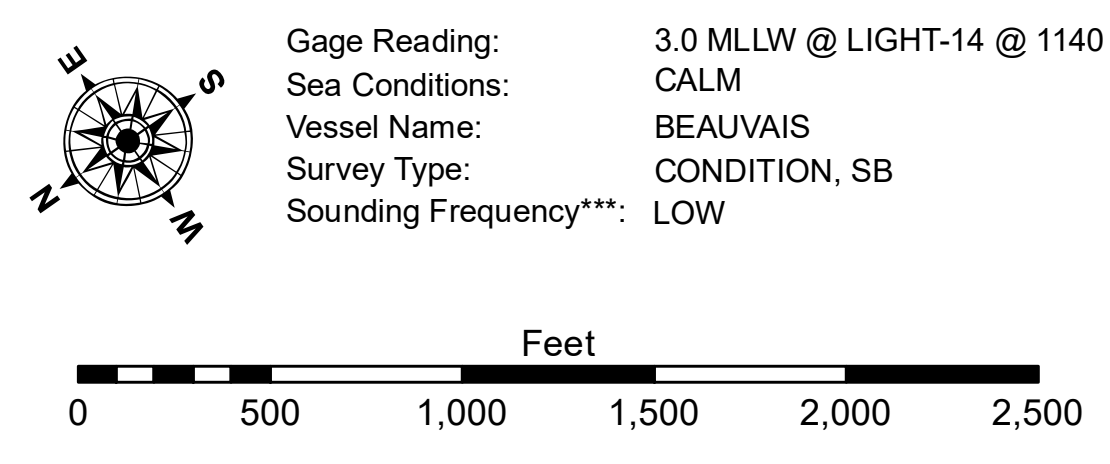 E
S
N
W
Gage Reading: 3.0 MLLW @ LIGHT-14 @ 1140
Sea Conditions: CALM
Vessel Name: BEAUVAIS
Survey Type: CONDITION, SB
Sounding Frequency***: LOW
Feet
0 500 1,000 1,500 2,000 2,500